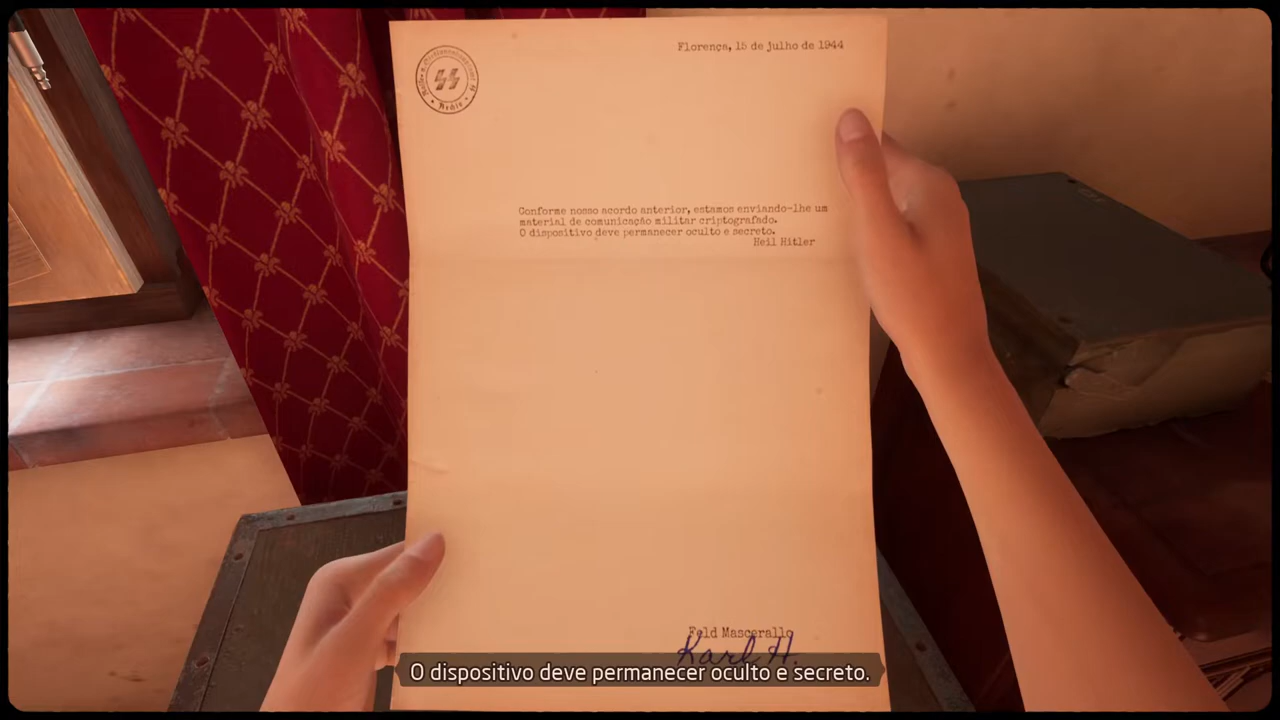 Florença, 15 de julho de 1944
Conforme nosso acordo anterior, estamos enviando-lhe um
material de comunicação militar criptografado.
O dispositivo deve permanecer oculto e secreto.
Heil Hitler
Feld Mascerallo
Karl H.
O dispositivo deve permanecer oculto e secreto.